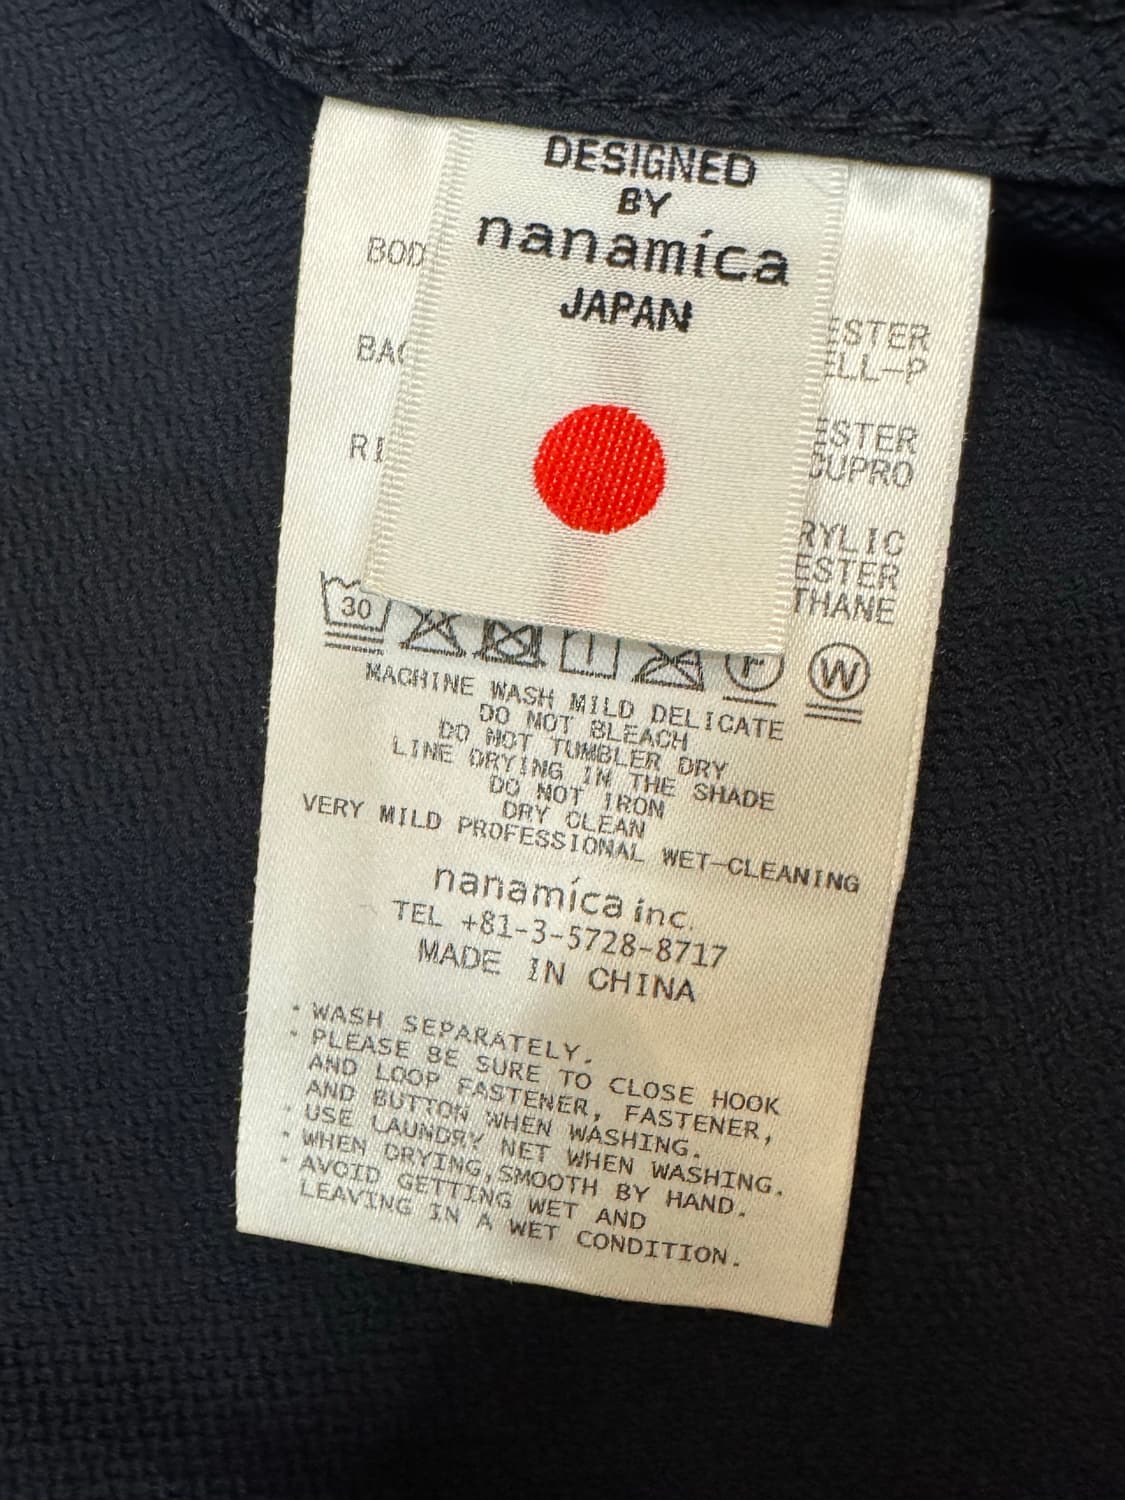 DESIGNED
BY
nanamica
JAPAN
BOD
ESTER
BAC
ELL-P
ESTER
RI
CUPRO
RYLIC
ESTER
THANE
30
F
W
MACHINE WASH MILD DELICATE
DO NOT BLEACH
DO NOT TUMBLER DRY
LINE DRYING IN THE SHADE
DO NOT IRON
DRY CLEAN
VERY MILD PROFESSIONAL WET-CLEANING
nanamica inc.
TEL +81-3-5728-8717
MADE IN CHINA
・WASH SEPARATELY.
・PLEASE BE SURE TO CLOSE HOOK
AND LOOP FASTENER, FASTENER,
AND BUTTON WHEN WASHING.
・USE LAUNDRY NET WHEN WASHING.
・WHEN DRYING,SMOOTH BY HAND.
・AVOID GETTING WET AND
LEAVING IN A WET CONDITION.